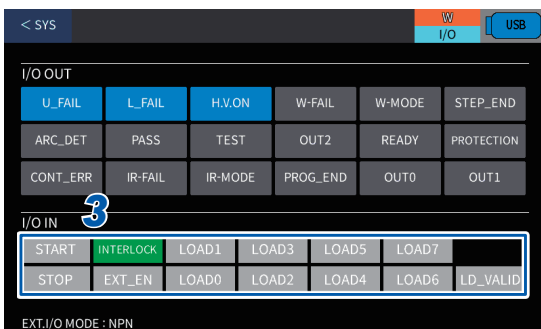 < SYS
W
I/O
USB
I/O OUT
U_FAIL L_FAIL H.V.ON W-FAIL W-MODE STEP_END
ARC_DET PASS TEST OUT2 READY PROTECTION
CONT_ERR IR-FAIL IR-MODE PROG_END OUT0 OUT1
3
I/O IN
START INTERLOCK LOAD1 LOAD3 LOAD5 LOAD7
STOP EXT_EN LOAD0 LOAD2 LOAD4 LOAD6 LD_VALID
EXT.I/O MODE : NPN